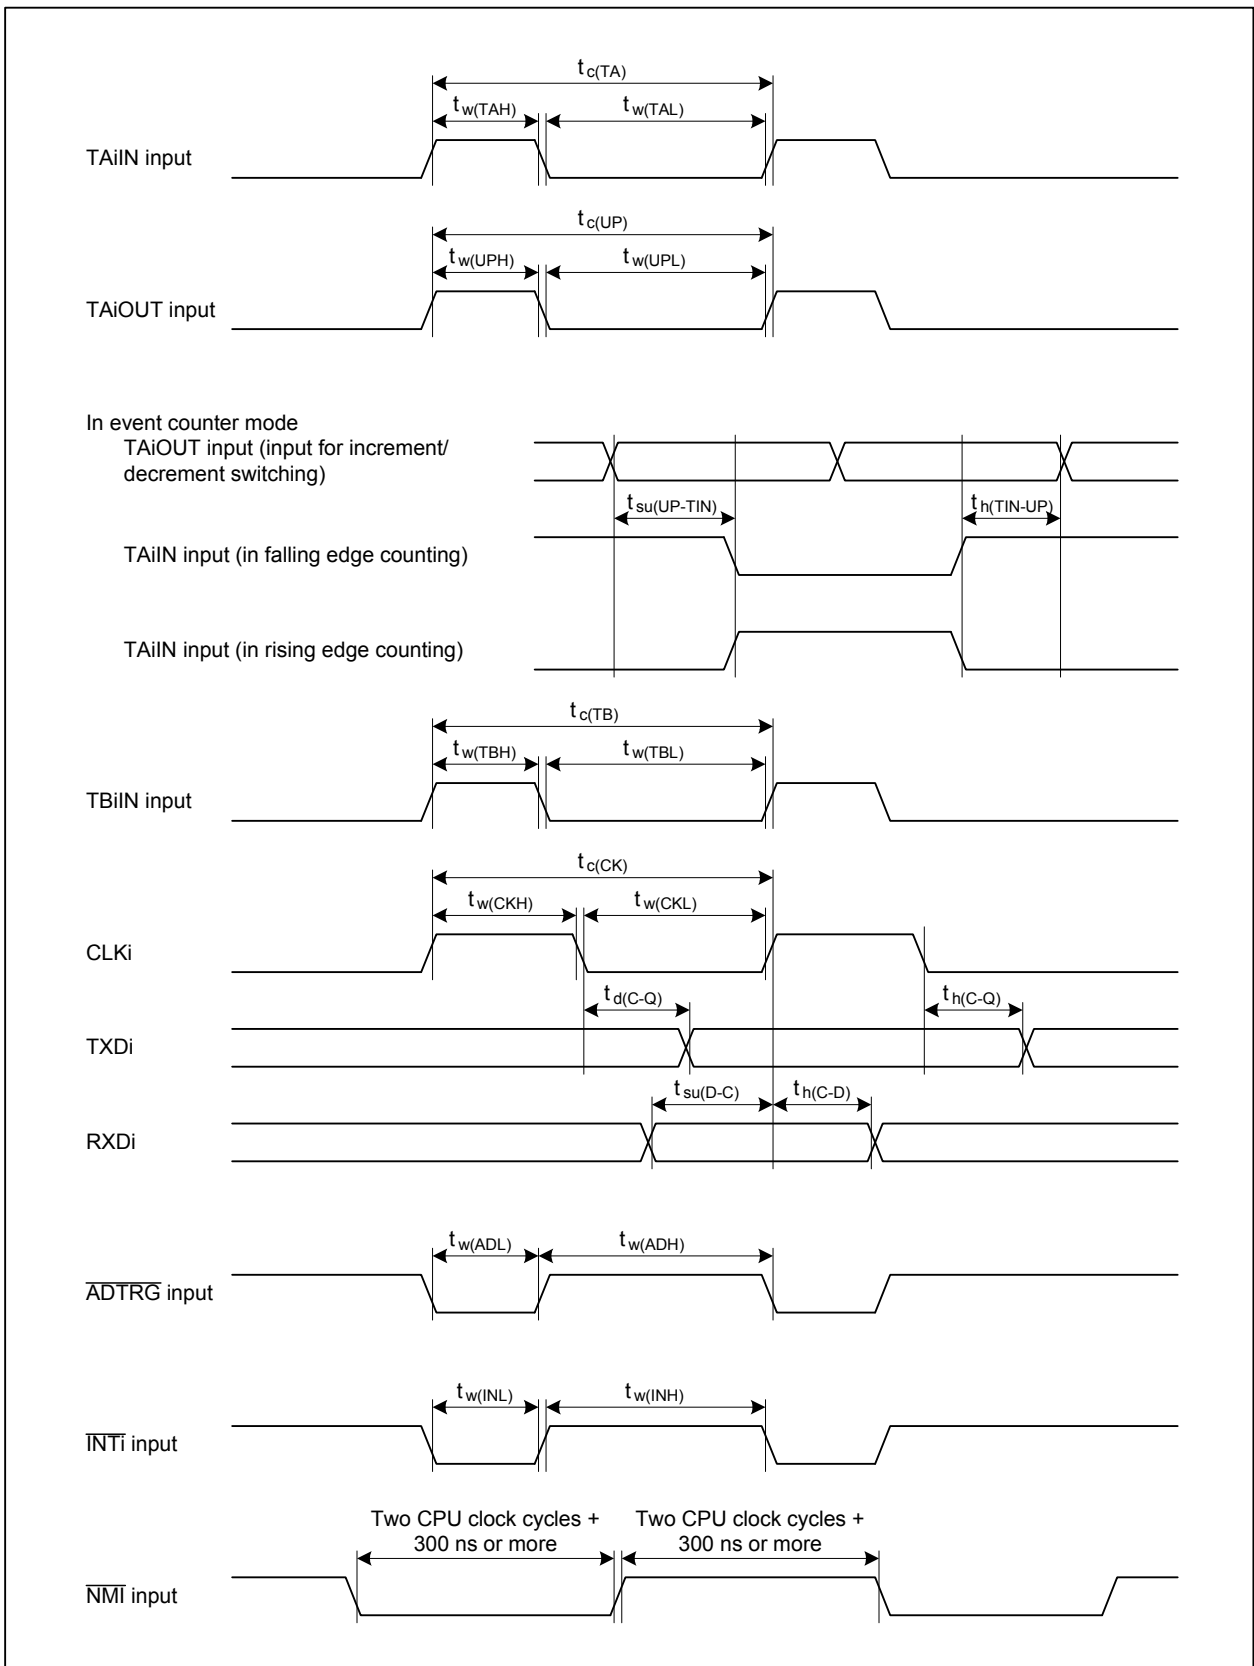 tc(TA)
tw(TAH) tw(TAL)
TAiIN input
tc(UP)
tw(UPH) tw(UPL)
TAiOUT input
In event counter mode
TAiOUT input (input for increment/
decrement switching)
tsu(UP-TIN) th(TIN-UP)
TAiIN input (in falling edge counting)
TAiIN input (in rising edge counting)
tc(TB)
tw(TBH) tw(TBL)
TBiIN input
tc(CK)
tw(CKH) tw(CKL)
CLKi
td(C-Q) th(C-Q)
TXDi
tsu(D-C) th(C-D)
RXDi
tw(ADL) tw(ADH)
ADTRG input
tw(INL) tw(INH)
INTi input
Two CPU clock cycles + Two CPU clock cycles +
300 ns or more 300 ns or more
NMI input